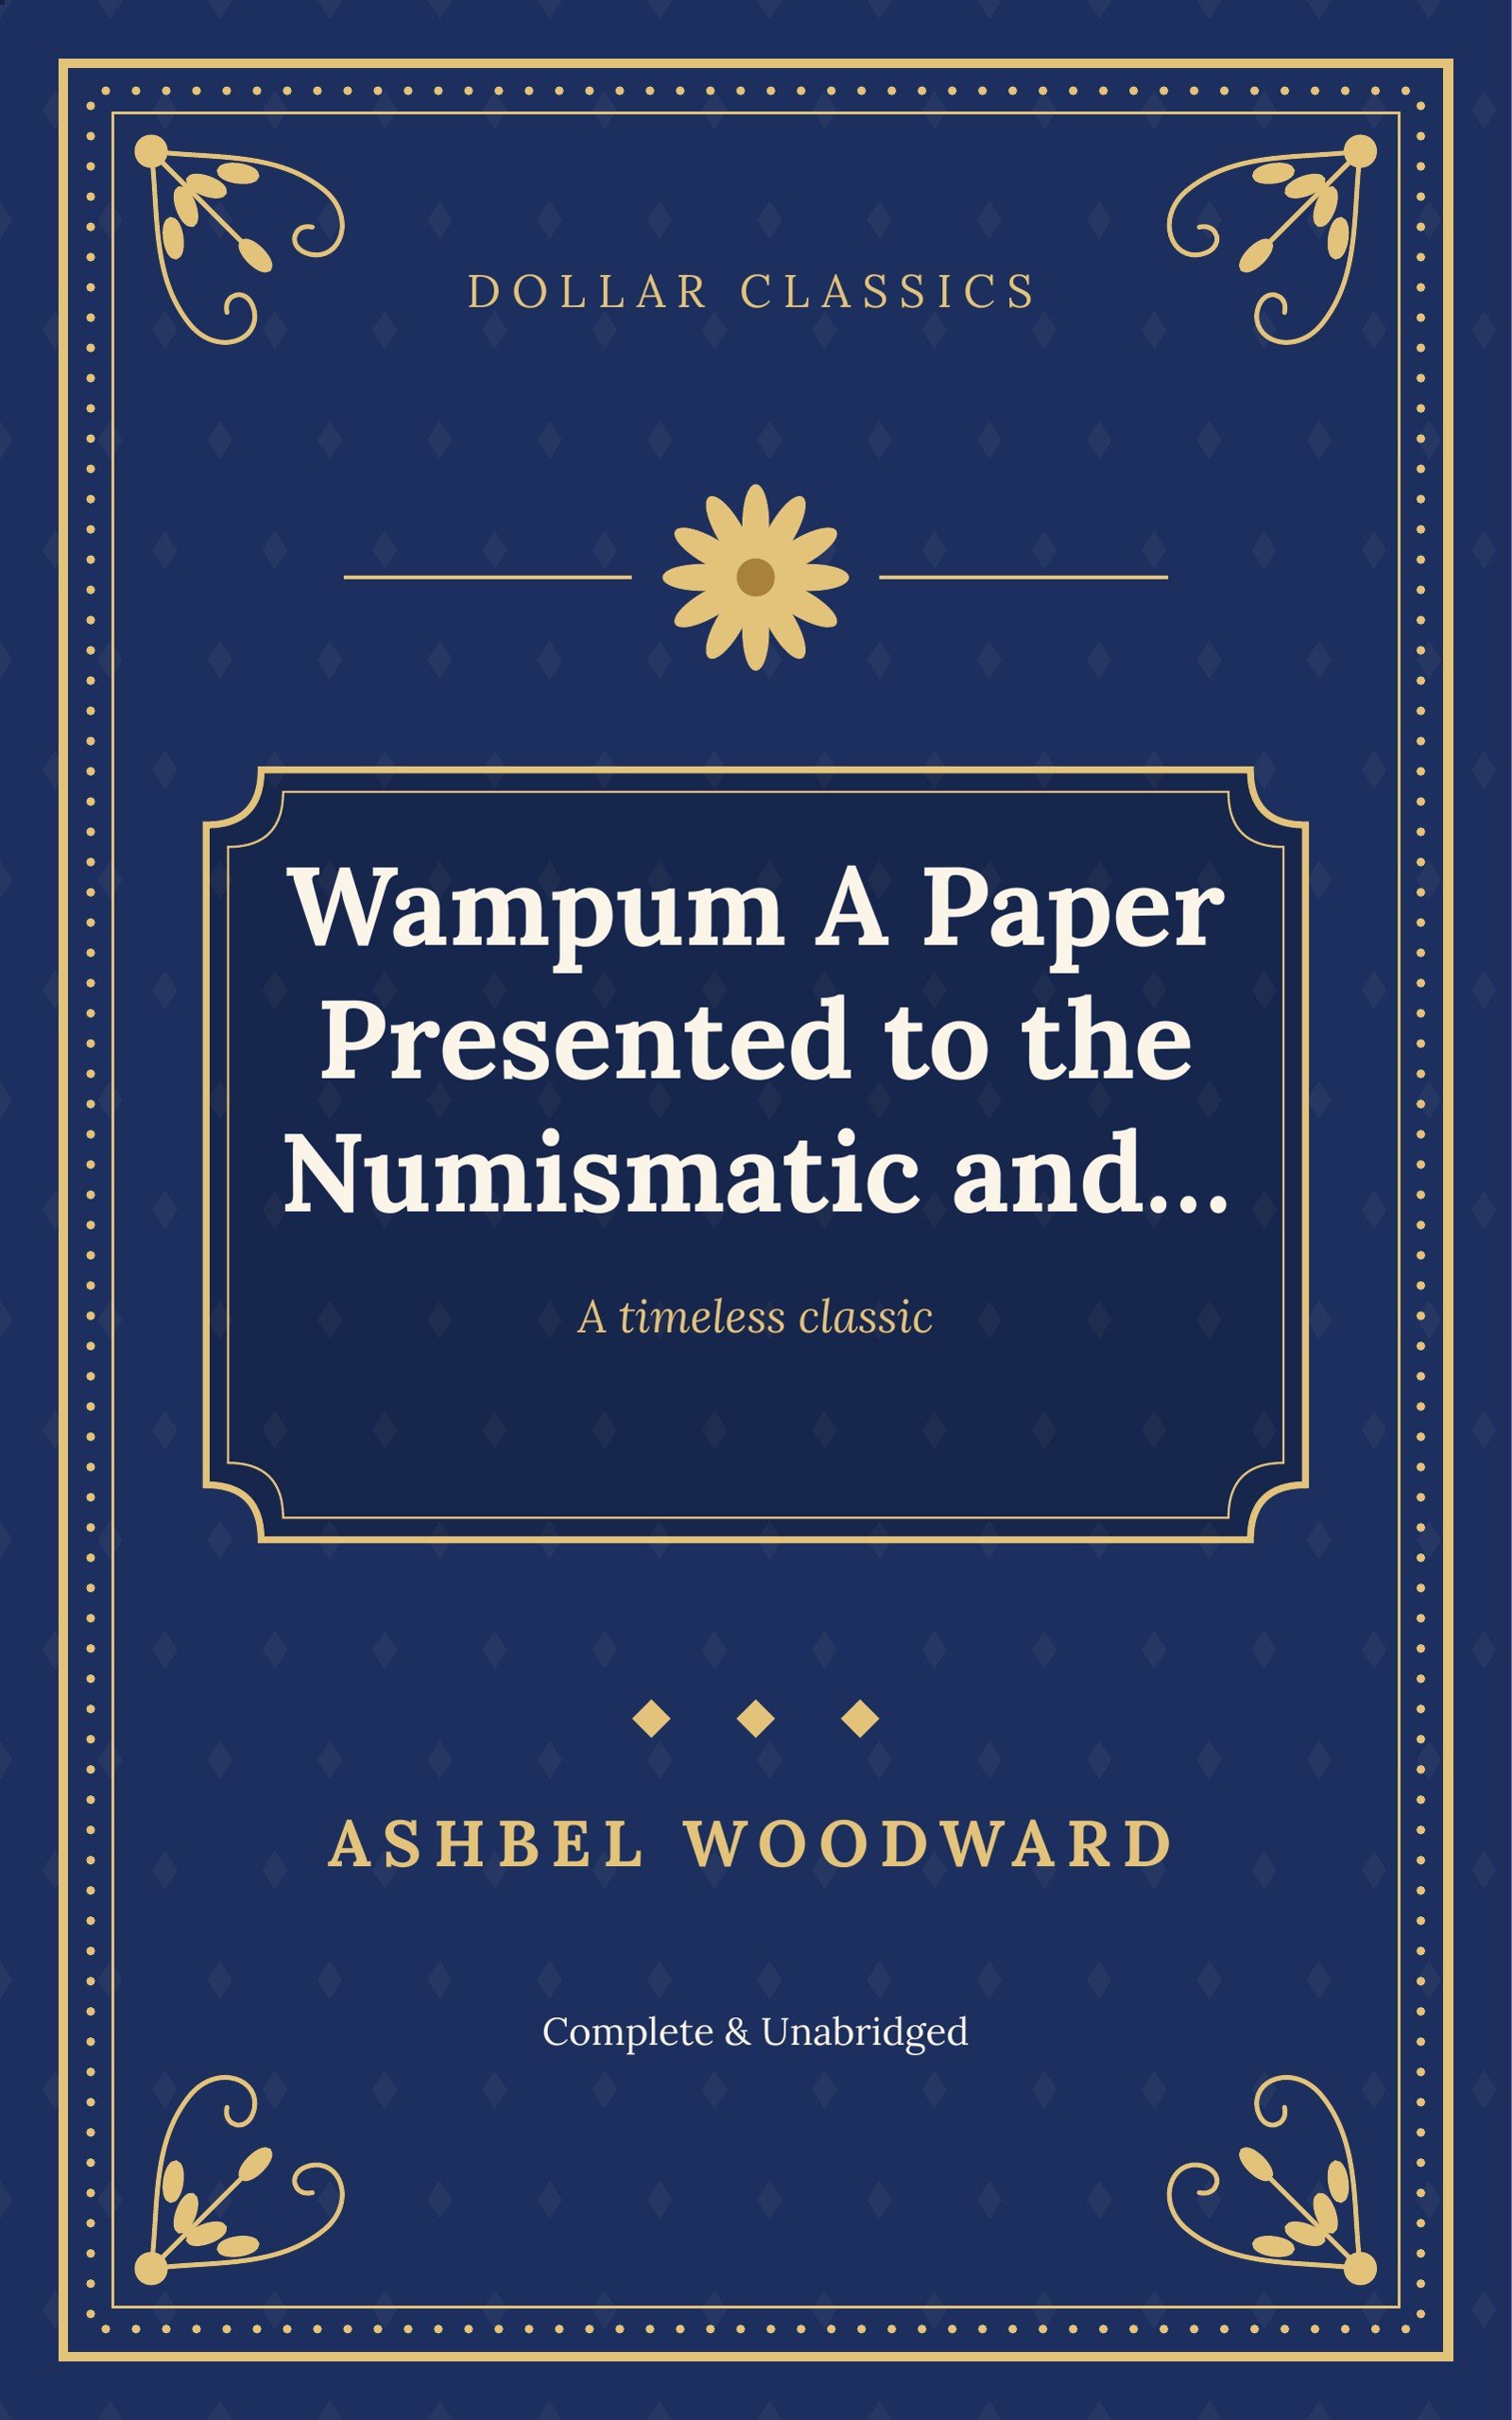 DOLLAR CLASSICS
Wampum A Paper
Presented to the
Numismatic and...
A timeless classic
ASHBEL WOODWARD
Complete & Unabridged